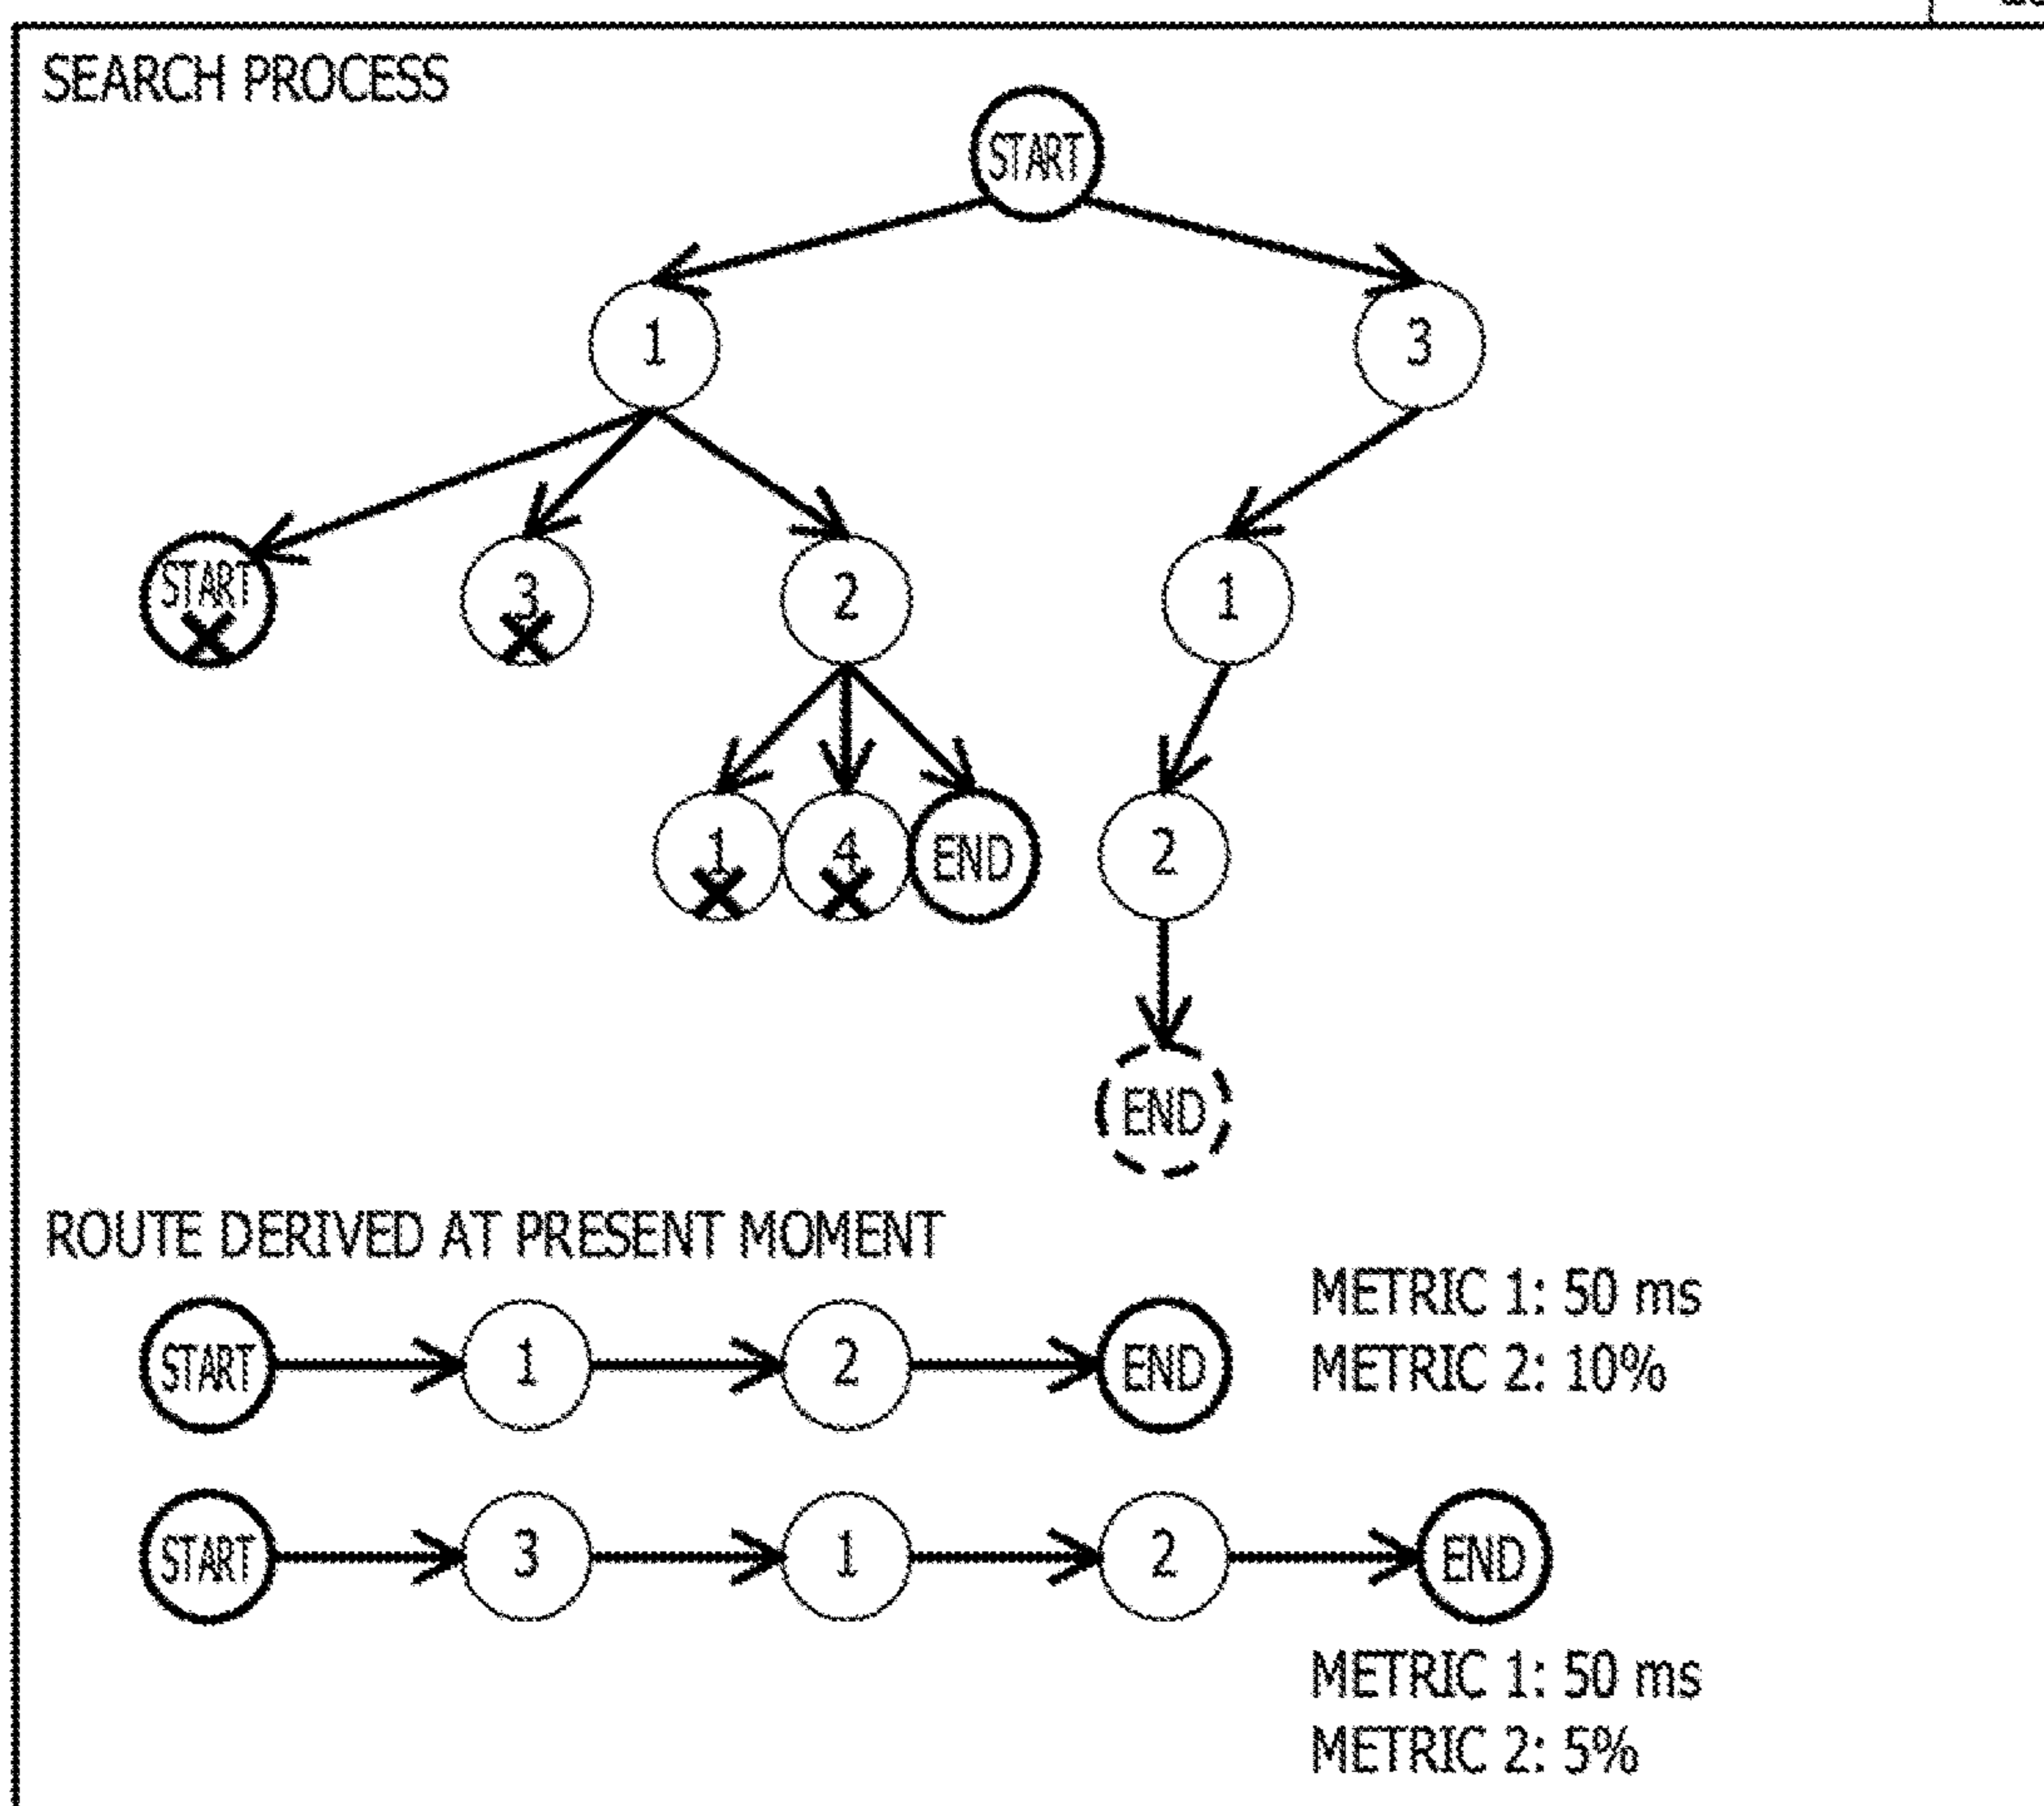 SEARCH PROCESS
START
1 3
START 3 2 1
1 4 END 2
END
ROUTE DERIVED AT PRESENT MOMENT
START 1 2 END
METRIC 1: 50 ms
METRIC 2: 10%
START 3 1 2 END
METRIC 1: 50 ms
METRIC 2: 5%